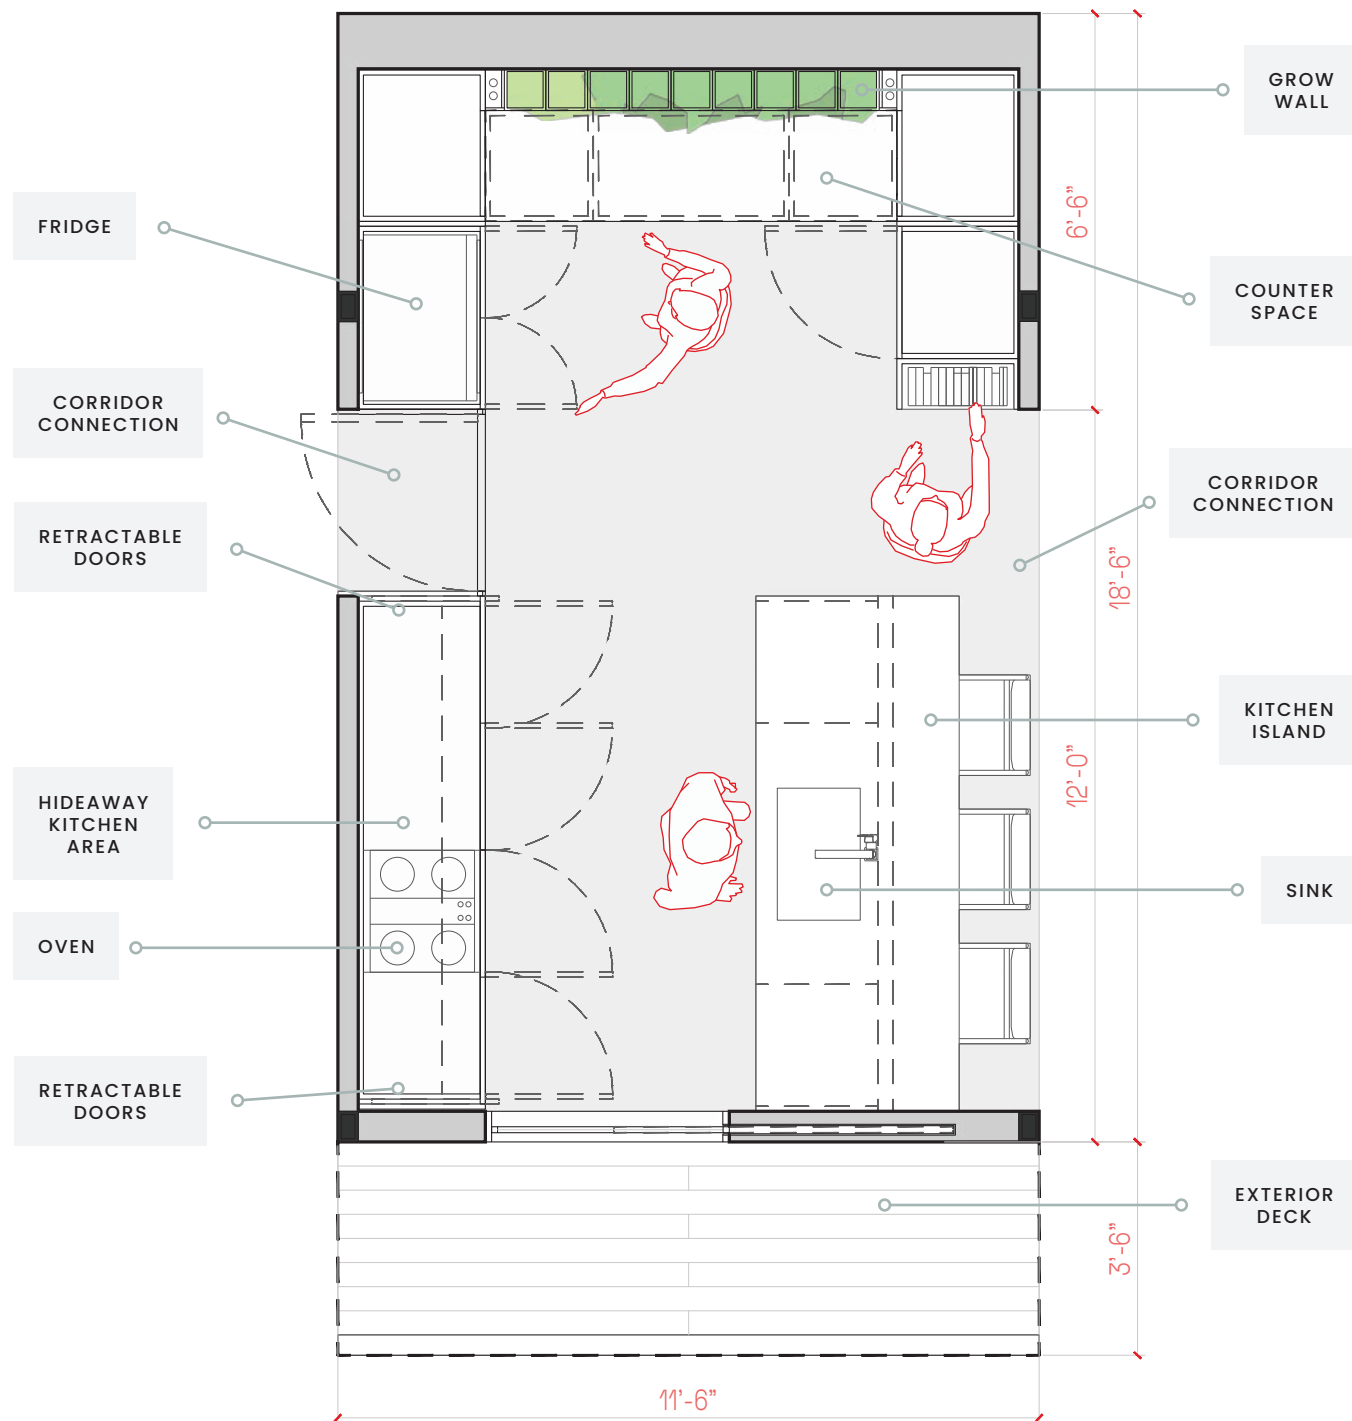 GROW
WALL
6'-6"
FRIDGE
COUNTER
SPACE
CORRIDOR
CONNECTION
CORRIDOR
CONNECTION
RETRACTABLE
DOORS
18'-6"
KITCHEN
ISLAND
12'-0"
HIDEAWAY
KITCHEN
AREA
SINK
OVEN
RETRACTABLE
DOORS
EXTERIOR
DECK
3'-6"
11'-6"